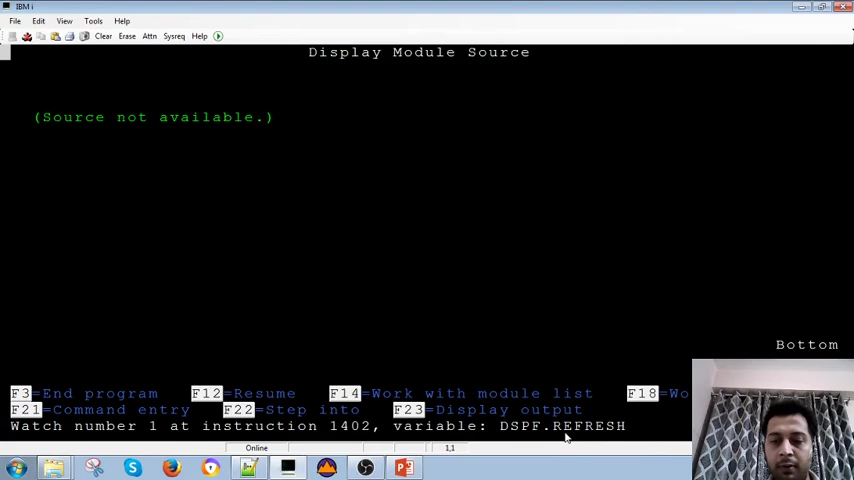 IBM i
File Edit View Tools Help
Clear Erase Attn Sysreq Help
Display Module Source
(Source not available.)
Bottom
F3=End program F12=Resume F14=Work with module list F18=Wo
F21=Command entry F22=Step into F23=Display output
Watch number 1 at instruction 1402, variable: DSPF.REFRESH
Online 1,1